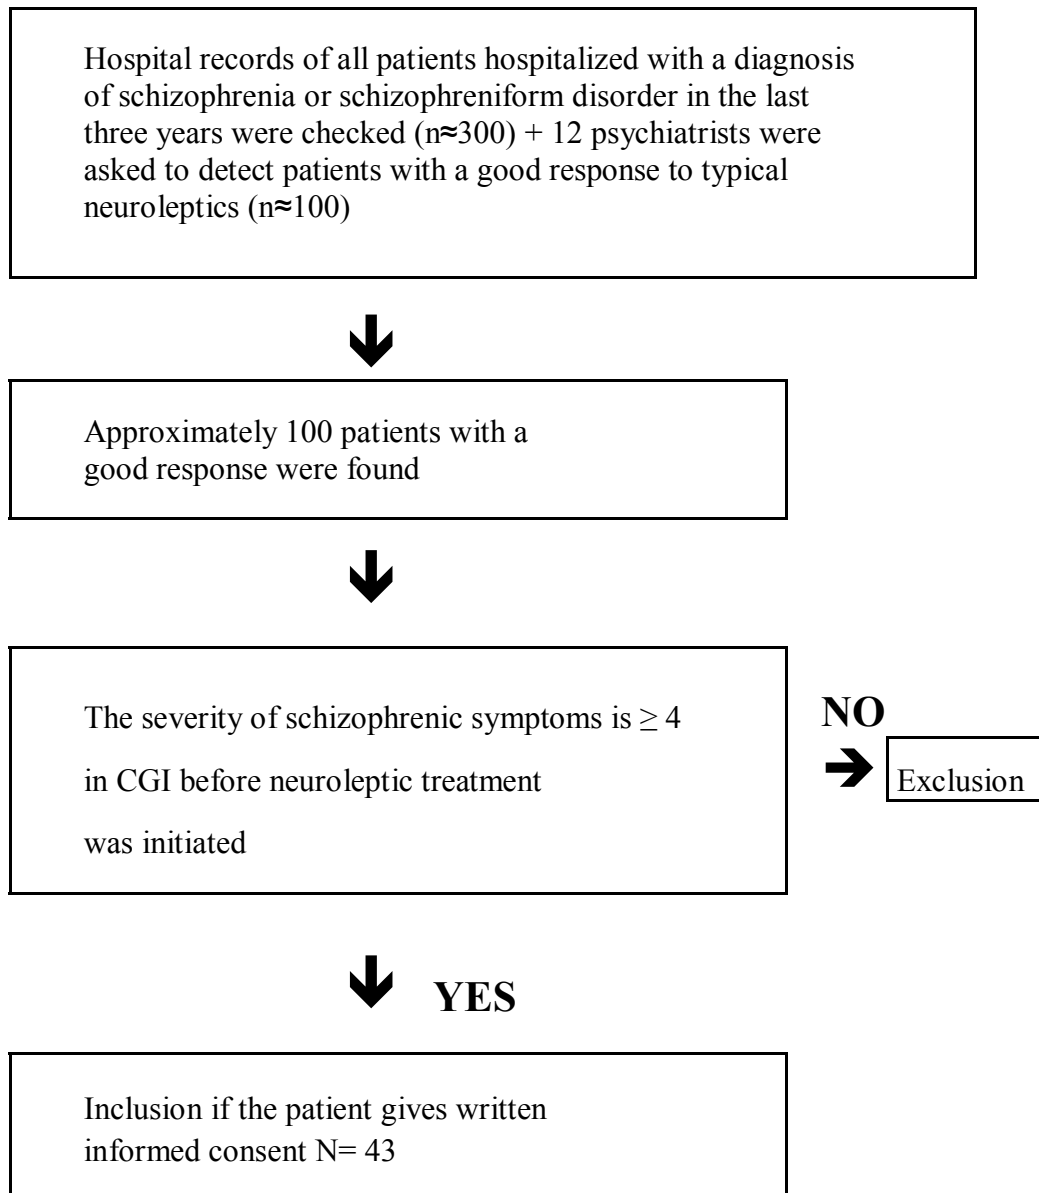 Hospital records of all patients hospitalized with a diagnosis
of schizophrenia or schizophreniform disorder in the last
three years were checked (n≈300) + 12 psychiatrists were
asked to detect patients with a good response to typical
neuroleptics (n≈100)
Approximately 100 patients with a
good response were found
The severity of schizophrenic symptoms is ≥ 4
in CGI before neuroleptic treatment
was initiated
NO
Exclusion
YES
Inclusion if the patient gives written
informed consent N= 43